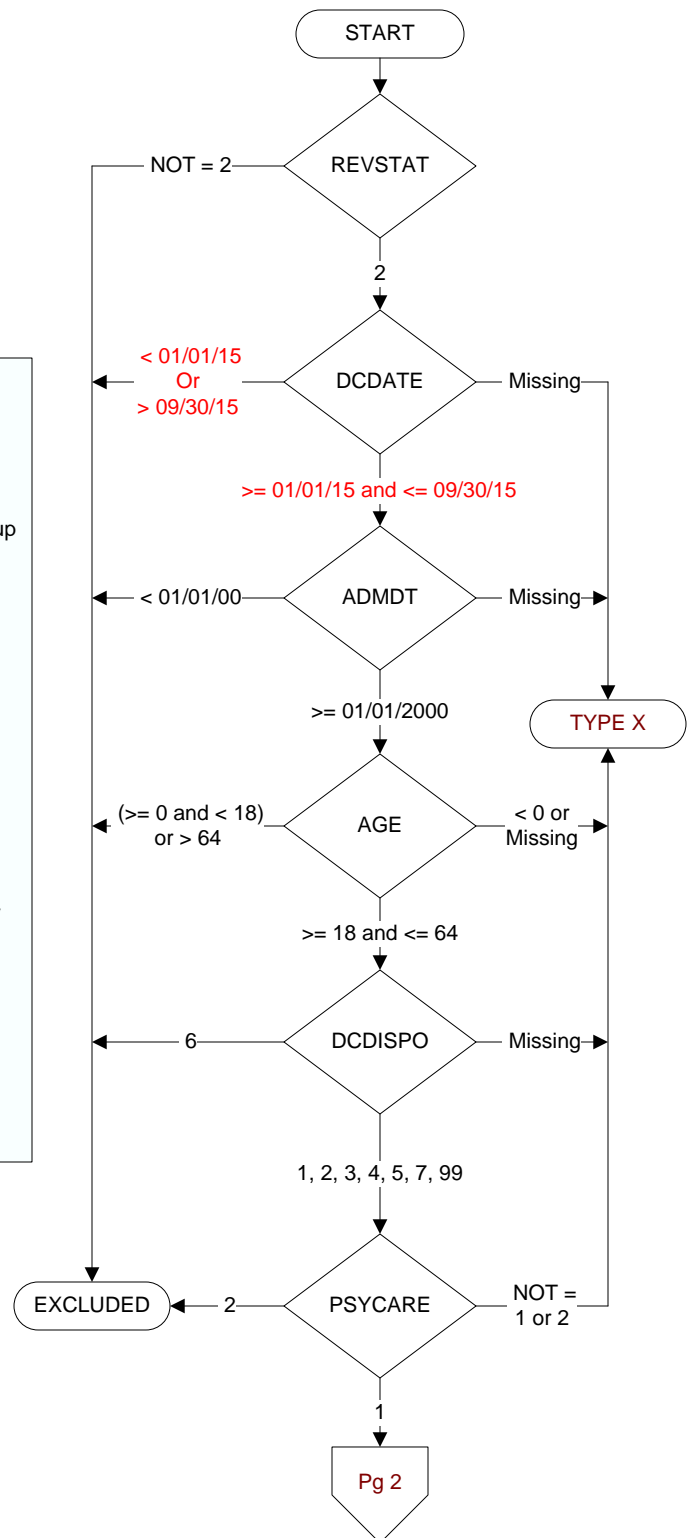 START
REVSTAT
NOT = 2
2
DCDATE
< 01/01/15
Or
> 09/30/15
Missing
>= 01/01/15 and <= 09/30/15
up
ADMDT
< 01/01/00
Missing
>= 01/01/2000
TYPE X
AGE
(>= 0 and < 18)
or > 64
< 0 or
Missing
>= 18 and <= 64
DCDISPO
6
Missing
1, 2, 3, 4, 5, 7, 99
PSYCARE
EXCLUDED
2
NOT =
1 or 2
1
Pg 2